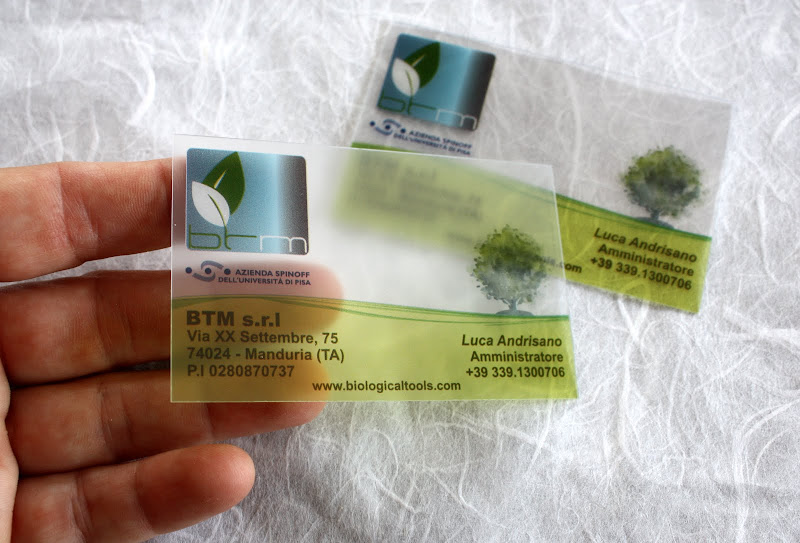 btm
AZIENDA SPINOFF
DELL'UNIVERSITÀ DI PISA
BTM s.r.l
Via XX Settembre, 75
74024 - Manduria (TA)
P.I 0280870737
Luca Andrisano
Amministratore
+39 339.1300706
www.biologicaltools.com
btm
AZIENDA SPINOFF
DELL'UNIVERSITÀ DI PISA
Luca Andrisano
Amministratore
+39 339.1300706